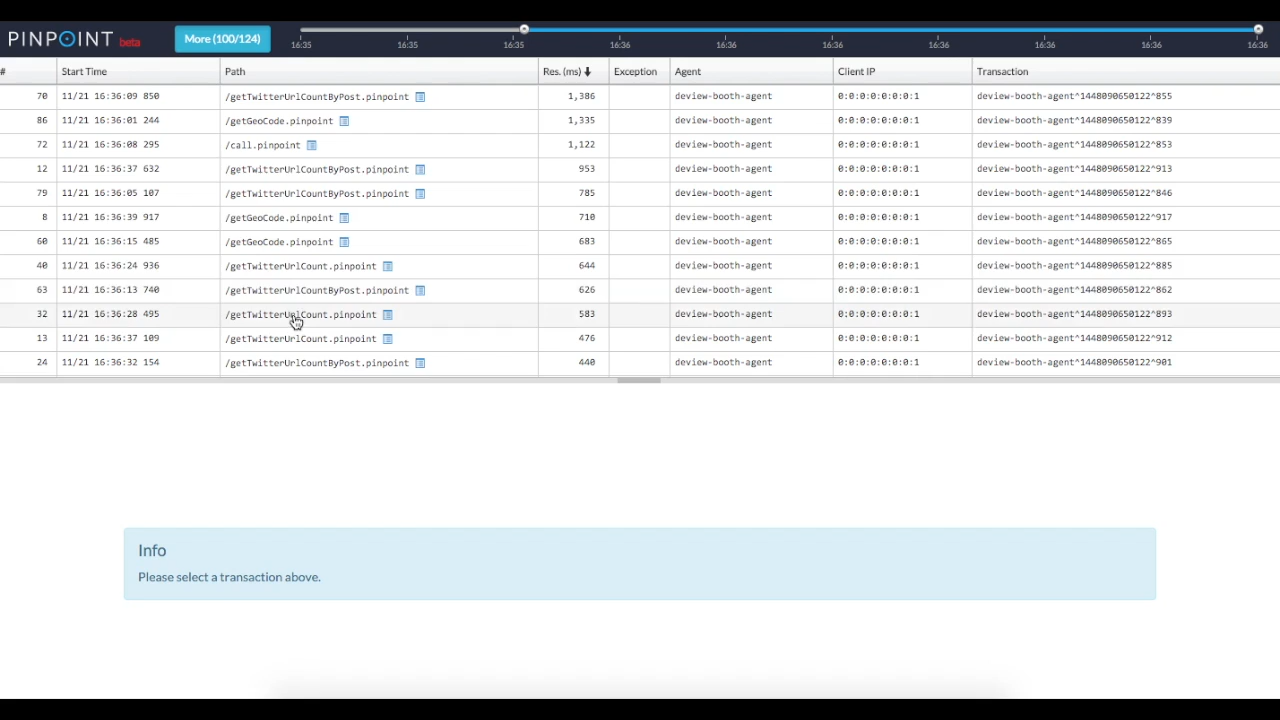 PINPOINT beta More (100/124) 16:35 16:35 16:35 16:36 16:36 16:36 16:36 16:36 16:36 16:36
# Start Time Path Res. (ms) Exception Agent Client IP Transaction
70 11/21 16:36:09 850 /getTwitterUrlCountByPost.pinpoint 1,386 deview-booth-agent 0:0:0:0:0:0:0:1 deview-booth-agent^1448090650122^855
86 11/21 16:36:01 244 /getGeoCode.pinpoint 1,335 deview-booth-agent 0:0:0:0:0:0:0:1 deview-booth-agent^1448090650122^839
72 11/21 16:36:08 295 /call.pinpoint 1,122 deview-booth-agent 0:0:0:0:0:0:0:1 deview-booth-agent^1448090650122^853
12 11/21 16:36:37 632 /getTwitterUrlCountByPost.pinpoint 953 deview-booth-agent 0:0:0:0:0:0:0:1 deview-booth-agent^1448090650122^913
79 11/21 16:36:05 107 /getTwitterUrlCountByPost.pinpoint 785 deview-booth-agent 0:0:0:0:0:0:0:1 deview-booth-agent^1448090650122^846
8 11/21 16:36:39 917 /getGeoCode.pinpoint 710 deview-booth-agent 0:0:0:0:0:0:0:1 deview-booth-agent^1448090650122^917
60 11/21 16:36:15 485 /getGeoCode.pinpoint 683 deview-booth-agent 0:0:0:0:0:0:0:1 deview-booth-agent^1448090650122^865
40 11/21 16:36:24 936 /getTwitterUrlCount.pinpoint 644 deview-booth-agent 0:0:0:0:0:0:0:1 deview-booth-agent^1448090650122^885
63 11/21 16:36:13 740 /getTwitterUrlCountByPost.pinpoint 626 deview-booth-agent 0:0:0:0:0:0:0:1 deview-booth-agent^1448090650122^862
32 11/21 16:36:28 495 /getTwitterUrlCount.pinpoint 583 deview-booth-agent 0:0:0:0:0:0:0:1 deview-booth-agent^1448090650122^893
13 11/21 16:36:37 109 /getTwitterUrlCount.pinpoint 476 deview-booth-agent 0:0:0:0:0:0:0:1 deview-booth-agent^1448090650122^912
24 11/21 16:36:32 154 /getTwitterUrlCountByPost.pinpoint 440 deview-booth-agent 0:0:0:0:0:0:0:1 deview-booth-agent^1448090650122^901
Info
Please select a transaction above.